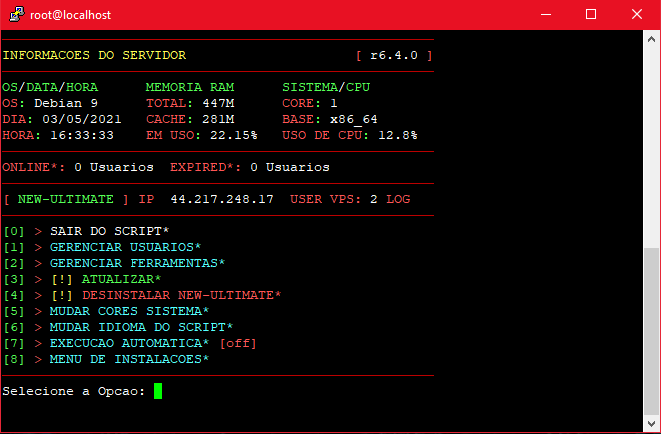 root@localhost
INFORMACOES DO SERVIDOR [ r6.4.0 ]
OS/DATA/HORA MEMORIA RAM SISTEMA/CPU
OS: Debian 9 TOTAL: 447M CORE: 1
DIA: 03/05/2021 CACHE: 281M BASE: x86_64
HORA: 16:33:33 EM USO: 22.15% USO DE CPU: 12.8%
ONLINE*: 0 Usuarios EXPIRED*: 0 Usuarios
[ NEW-ULTIMATE ] IP 44.217.248.17 USER VPS: 2 LOG
[0] > SAIR DO SCRIPT*
[1] > GERENCIAR USUARIOS*
[2] > GERENCIAR FERRAMENTAS*
[3] > [!] ATUALIZAR*
[4] > [!] DESINSTALAR NEW-ULTIMATE*
[5] > MUDAR CORES SISTEMA*
[6] > MUDAR IDIOMA DO SCRIPT*
[7] > EXECUCAO AUTOMATICA* [off]
[8] > MENU DE INSTALACOES*
Selecione a Opcao: